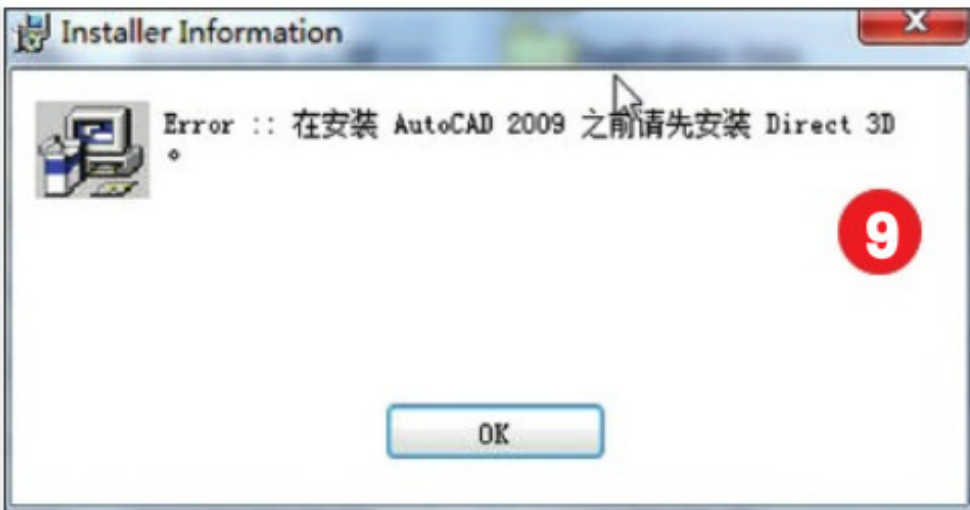 Installer Information
X
Error :: 在安装 AutoCAD 2009 之前请先安装 Direct 3D
。
9
OK